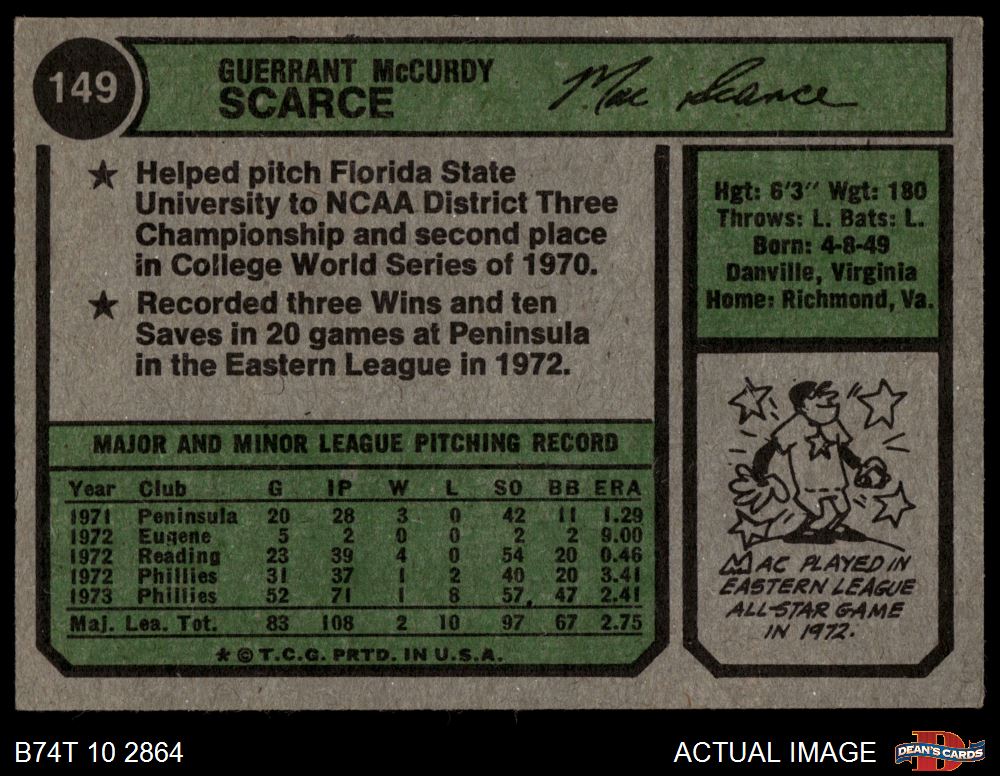 149
GUERRANT McCURDY
SCARCE
Mac Scarce
★ Helped pitch Florida State
University to NCAA District Three
Championship and second place
in College World Series of 1970.
★ Recorded three Wins and ten
Saves in 20 games at Peninsula
in the Eastern League in 1972.
Hgt: 6'3" Wgt: 180
Throws: L. Bats: L.
Born: 4-8-49
Danville, Virginia
Home: Richmond, Va.
MAJOR AND MINOR LEAGUE PITCHING RECORD
Year Club G IP W L SO BB ERA
1971 Peninsula 20 28 3 0 42 11 1.29
1972 Eugene 5 2 0 0 2 2 9.00
1972 Reading 23 39 4 0 54 20 0.46
1972 Phillies 31 37 1 2 40 20 3.41
1973 Phillies 52 71 1 8 57 47 2.41
Maj. Lea. Tot. 83 108 2 10 97 67 2.75
* © T.C.G. PRTD. IN U.S.A.
MAC PLAYED IN
EASTERN LEAGUE
ALL-STAR GAME
IN 1972.
B74T 10 2864
ACTUAL IMAGE
DEAN'S CARDS